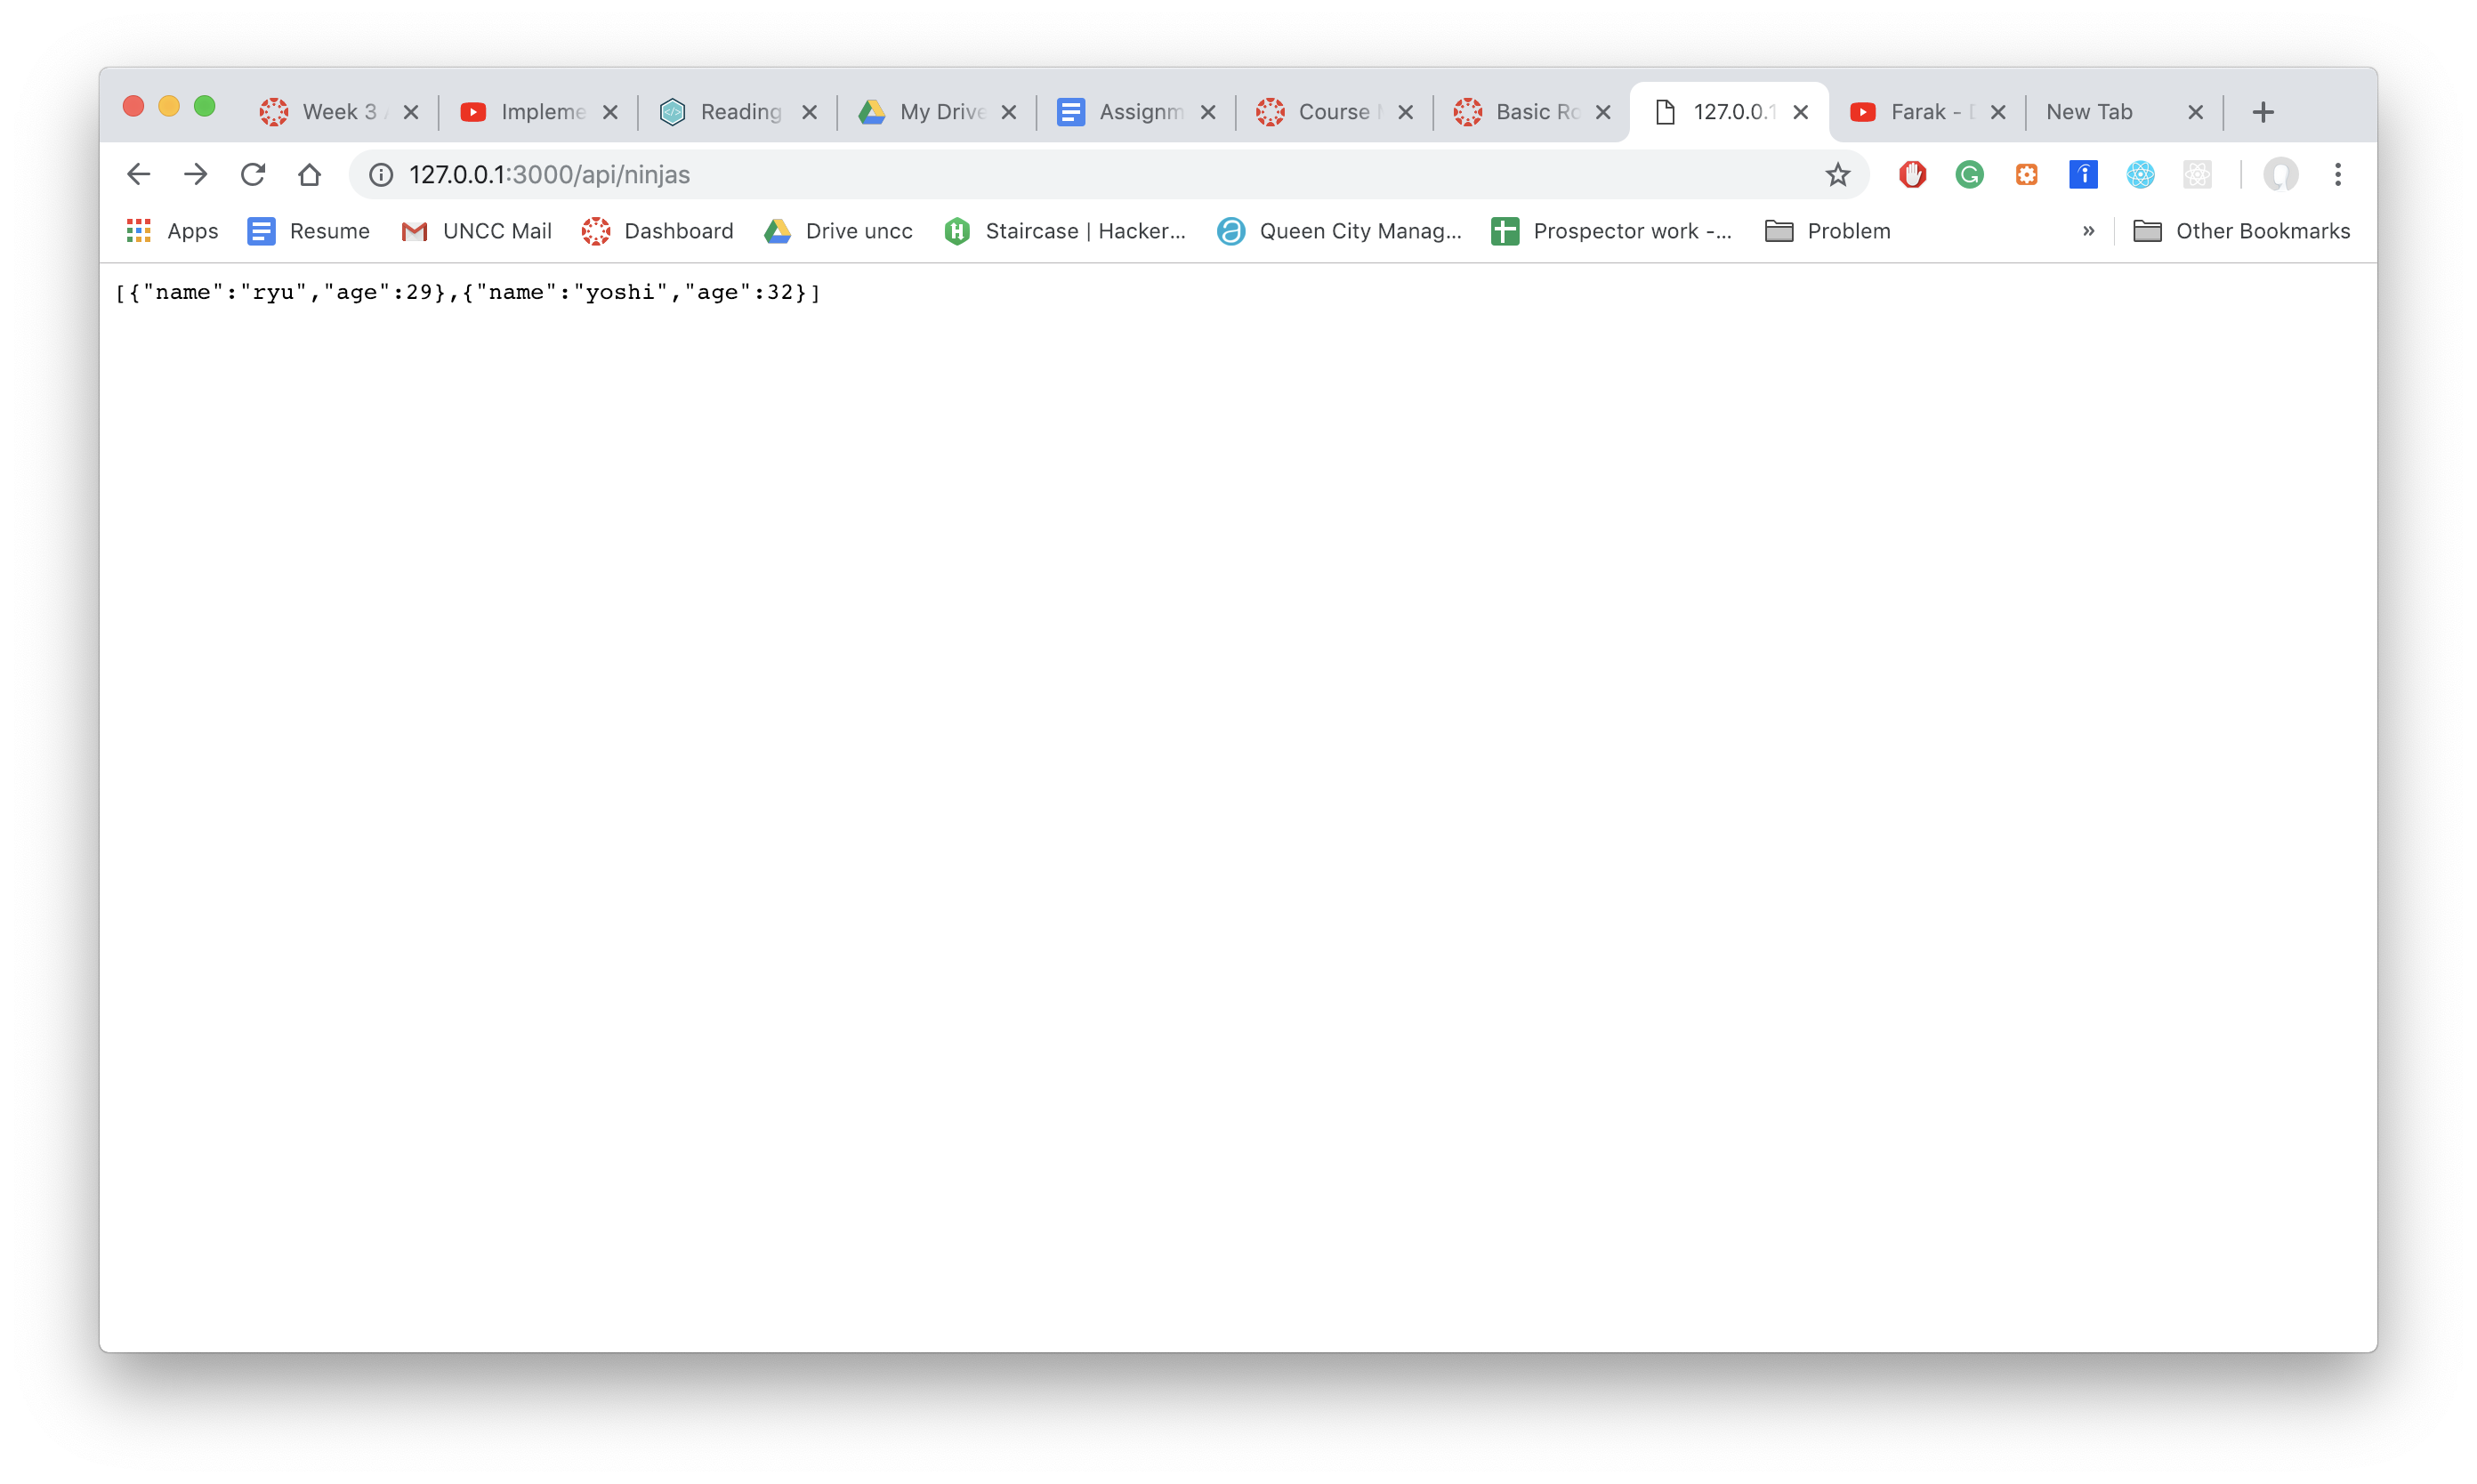 Week 3 Impleme Reading My Drive Assignm Course Basic Ro 127.0.0.1 Farak - New Tab
127.0.0.1:3000/api/ninjas
Apps Resume UNCC Mail Dashboard Drive uncc Staircase | Hacker... Queen City Manag... Prospector work -... Problem » Other Bookmarks
[{"name":"ryu","age":29},{"name":"yoshi","age":32}]